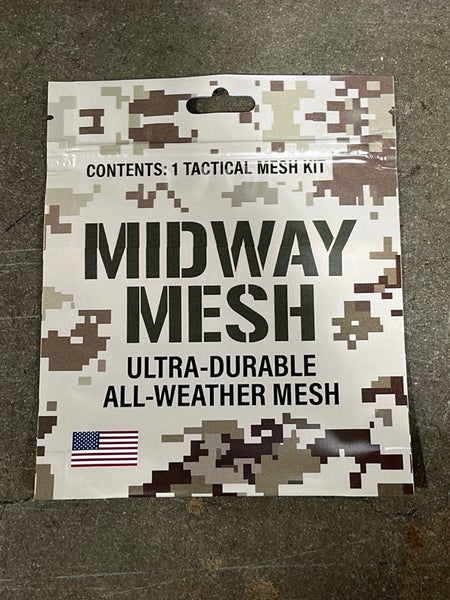 CONTENTS: 1 TACTICAL MESH KIT
MIDWAY
MESH
ULTRA-DURABLE
ALL-WEATHER MESH